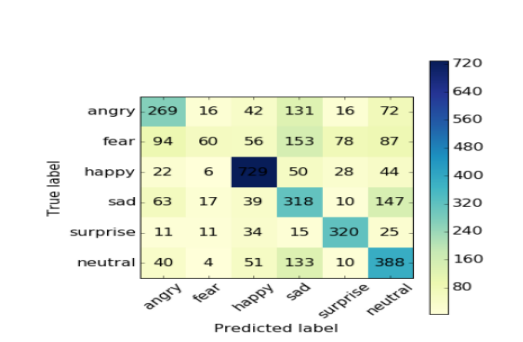 720
640
560
480
400
320
240
160
80
True label
angry 269 16 42 131 16 72
fear 94 60 56 153 78 87
happy 22 6 729 50 28 44
sad 63 17 39 318 10 147
surprise 11 11 34 15 320 25
neutral 40 4 51 133 10 388
angry fear happy sad surprise neutral
Predicted label